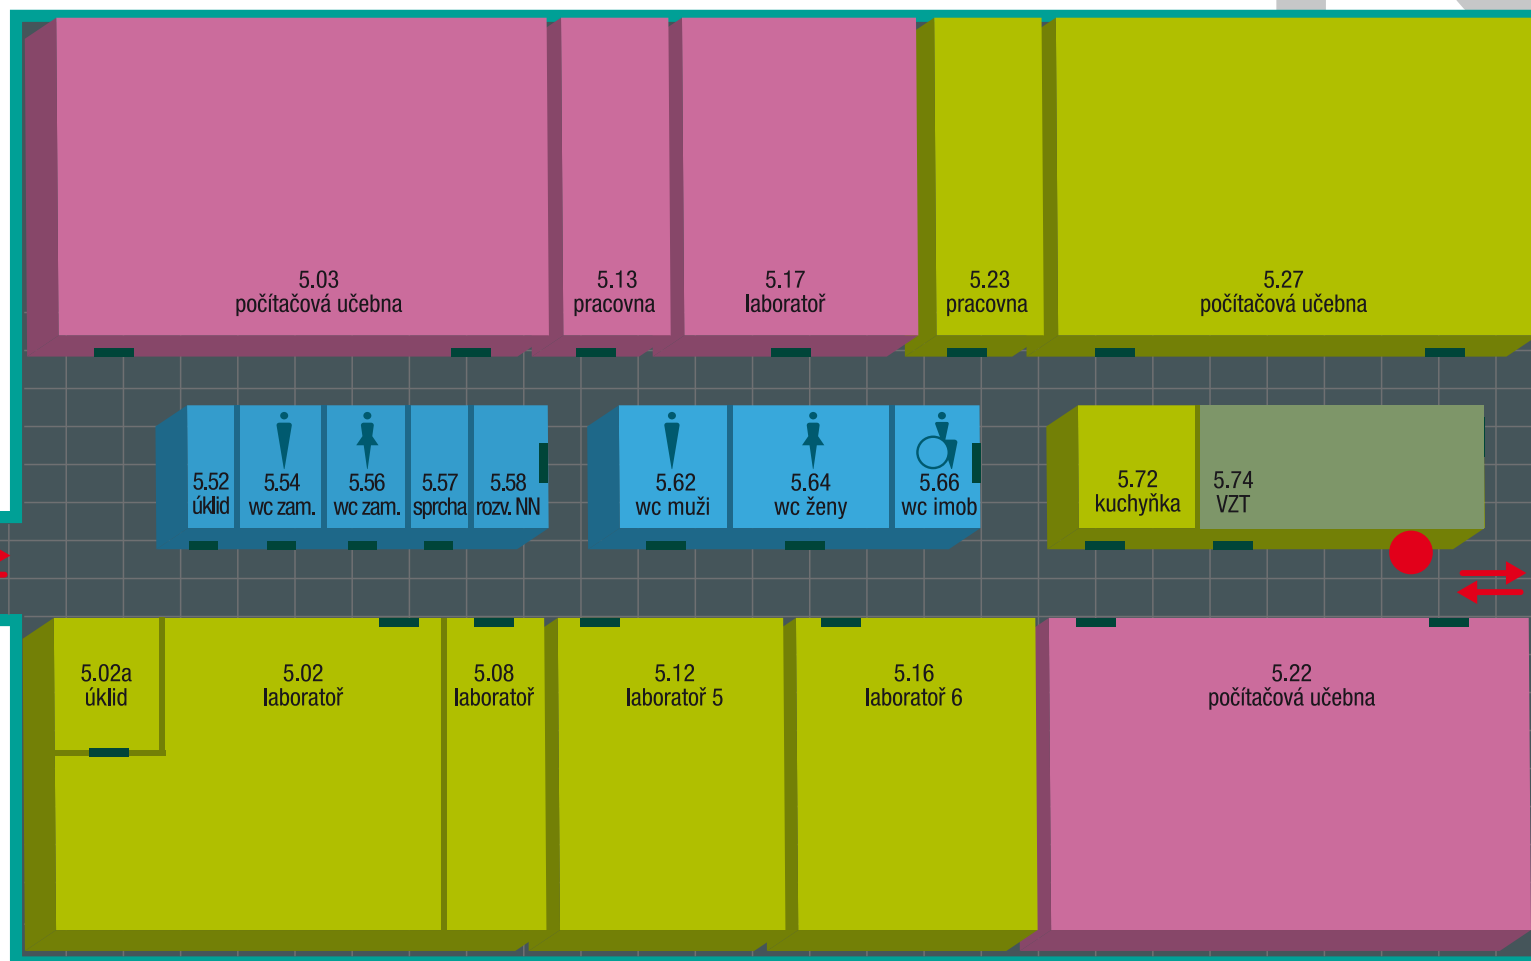 5.03
počítačová učebna
5.13
pracovna
5.17
laboratoř
5.23
pracovna
5.27
počítačová učebna
5.52
úklid
5.54
wc zam.
5.56
wc zam.
5.57
sprcha
5.58
rozv. NN
5.62
wc muži
5.64
wc ženy
5.66
wc imob
5.72
kuchyňka
5.74
VZT
5.02a
úklid
5.02
laboratoř
5.08
laboratoř
5.12
laboratoř 5
5.16
laboratoř 6
5.22
počítačová učebna